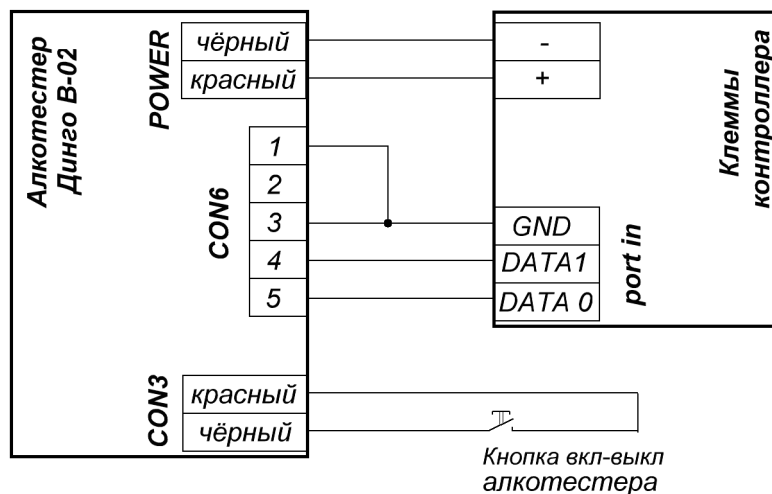 Алкотестер
Динго В-02
POWER
чёрный
красный
CON6
1
2
3
4
5
CON3
красный
чёрный
-
+
Клеммы
контроллера
GND
DATA1
DATA 0
port in
Кнопка вкл-выкл
алкотестера